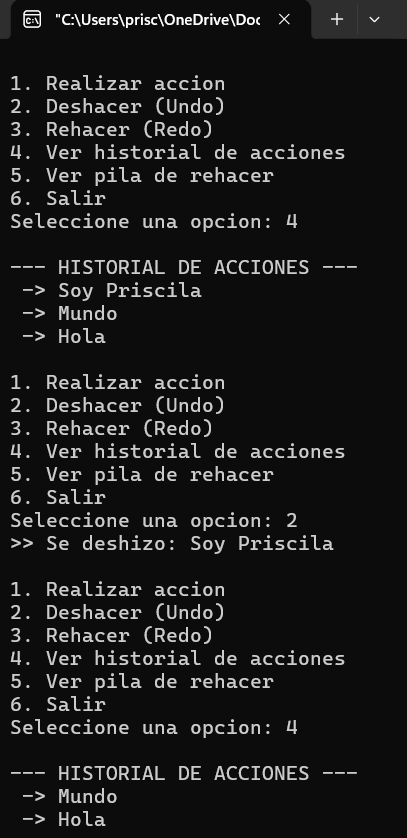 "C:\Users\prisc\OneDrive\Doc
1. Realizar accion
2. Deshacer (Undo)
3. Rehacer (Redo)
4. Ver historial de acciones
5. Ver pila de rehacer
6. Salir
Seleccione una opcion: 4
--- HISTORIAL DE ACCIONES ---
-> Soy Priscila
-> Mundo
-> Hola
1. Realizar accion
2. Deshacer (Undo)
3. Rehacer (Redo)
4. Ver historial de acciones
5. Ver pila de rehacer
6. Salir
Seleccione una opcion: 2
>> Se deshizo: Soy Priscila
1. Realizar accion
2. Deshacer (Undo)
3. Rehacer (Redo)
4. Ver historial de acciones
5. Ver pila de rehacer
6. Salir
Seleccione una opcion: 4
--- HISTORIAL DE ACCIONES ---
-> Mundo
-> Hola